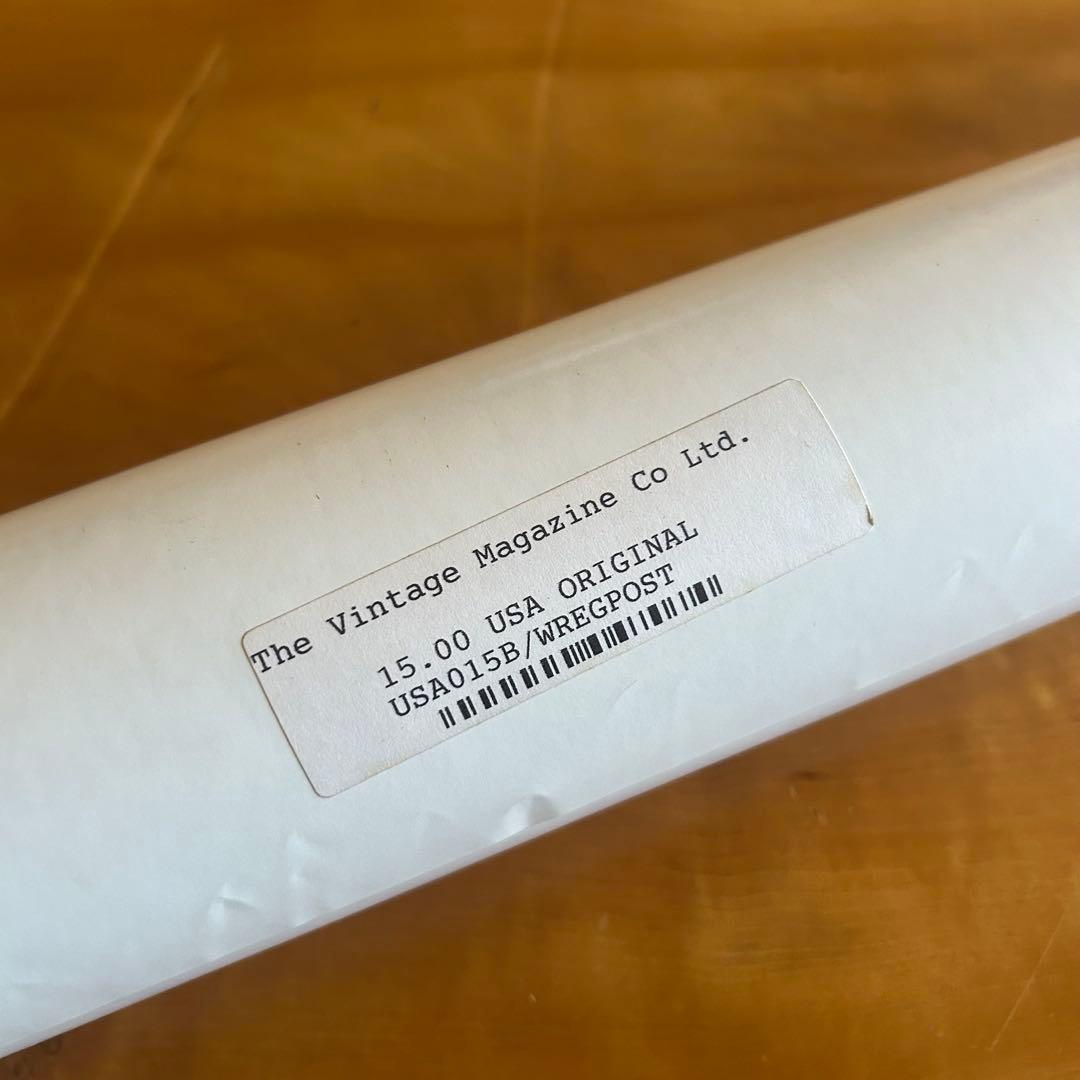 The Vintage Magazine Co Ltd.
15.00 USA ORIGINAL
USA015B/WREGPOST